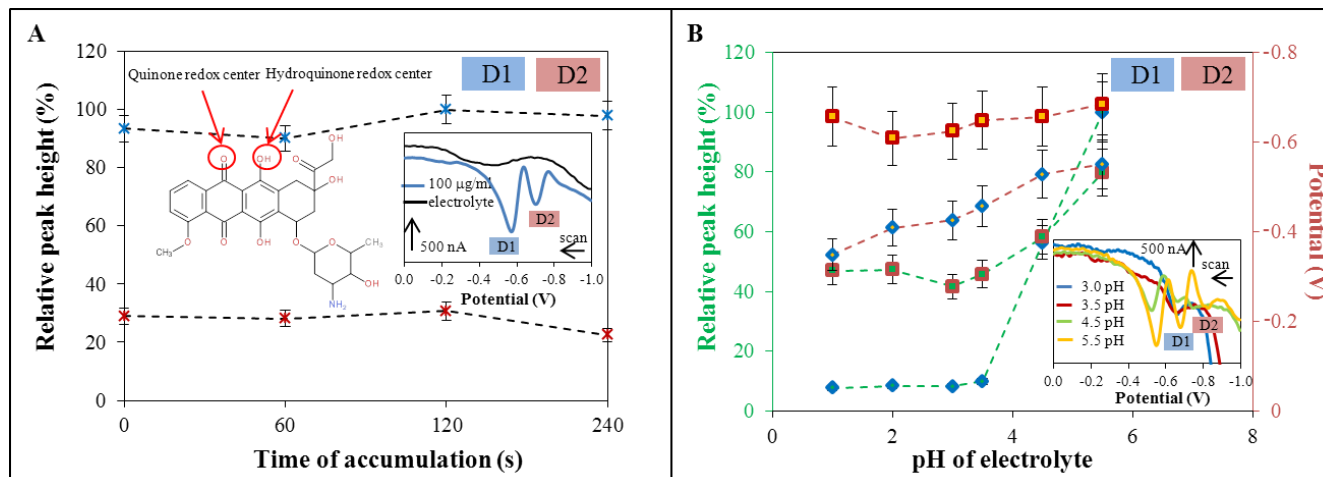 A
Relative peak height (%)
120
100
80
60
40
20
0
Quinone redox center
Hydroquinone redox center
D1
D2
O
OH
O
OH
OH
O
CH₃
O
OH
O
O
CH₃
OH
NH₂
100 µg/ml
electrolyte
500 nA
D1
D2
scan
0.0
-0.2
-0.4
-0.6
-0.8
-1.0
Potential (V)
0
60
120
240
Time of accumulation (s)
B
Relative peak height (%)
120
100
80
60
40
20
0
D1
D2
-0.8
-0.6
-0.4
-0.2
0
Potential (V)
500 nA
scan
3.0 pH
3.5 pH
4.5 pH
5.5 pH
D1
D2
0.0
-0.2
-0.4
-0.6
-0.8
-1.0
Potential (V)
0
2
4
6
8
pH of electrolyte